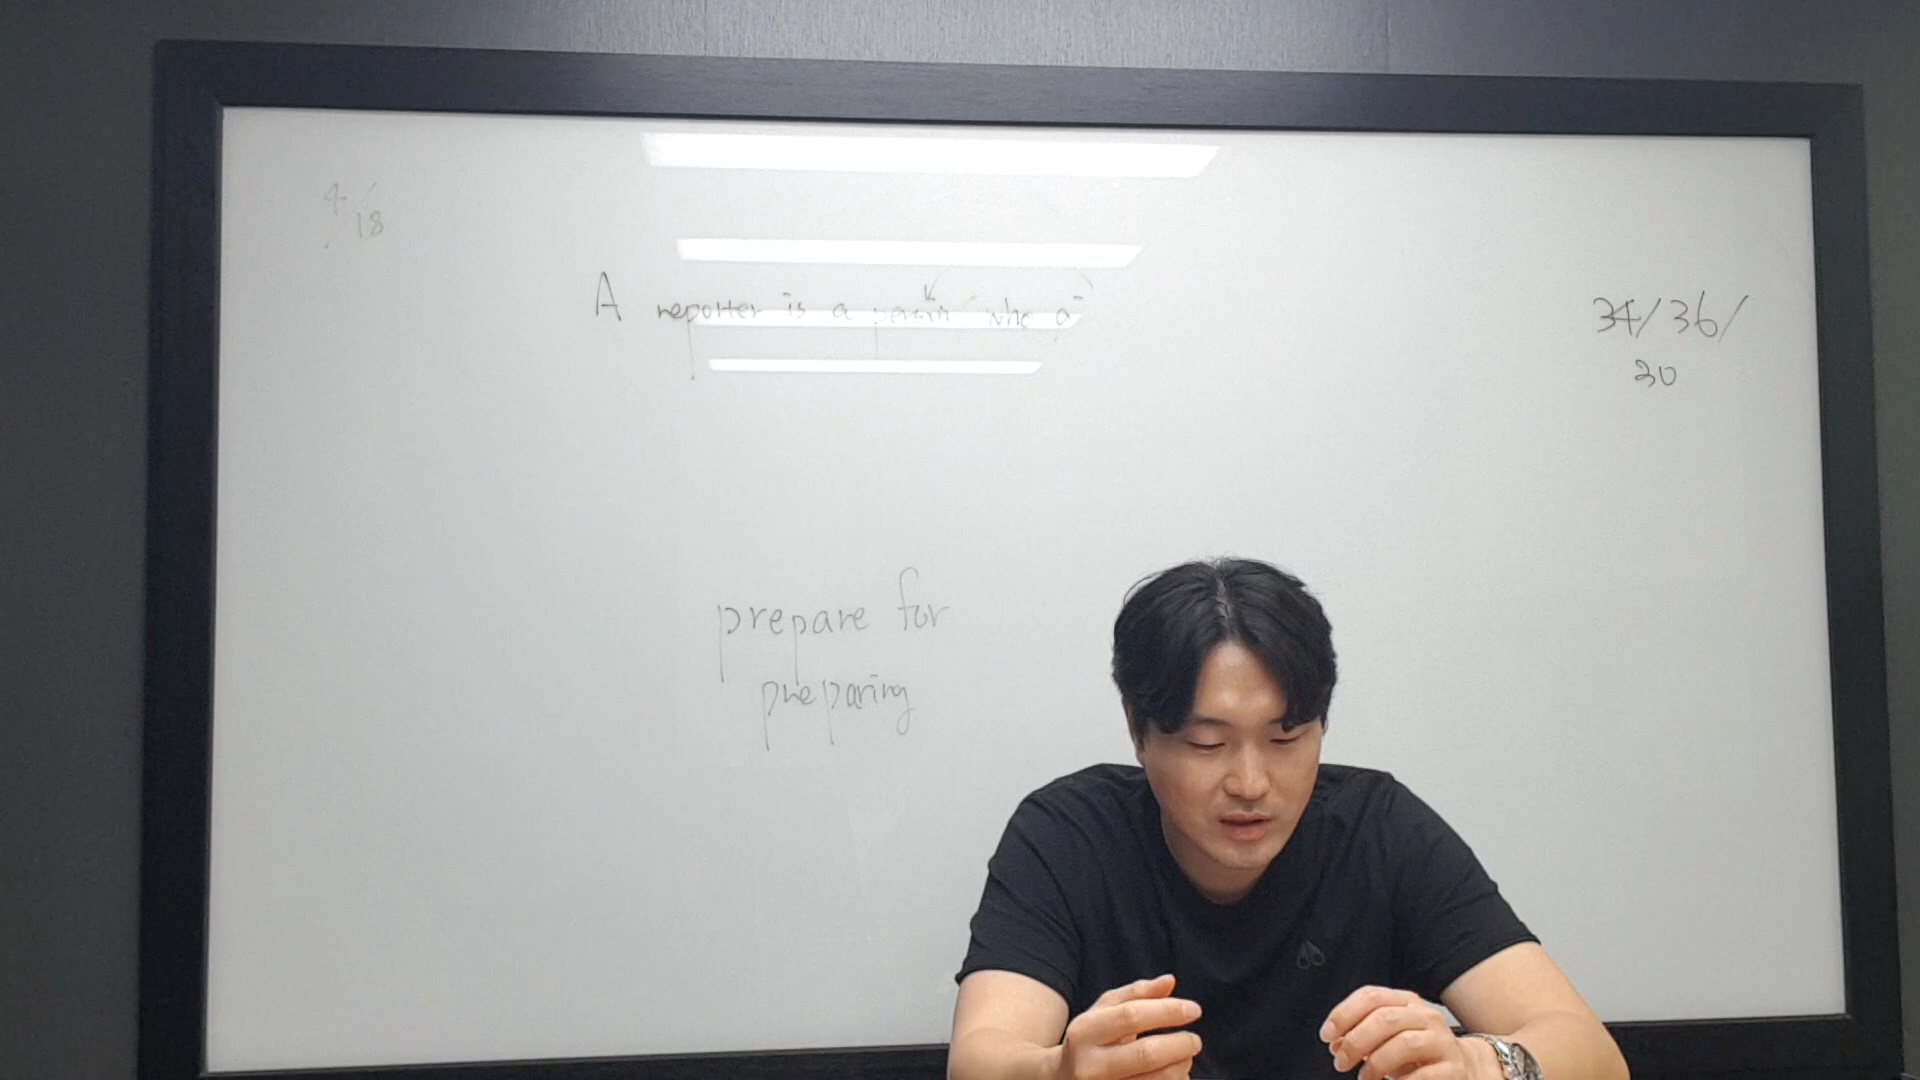 4/18
A reporter is a person who
34/36/
30
prepare for
preparing